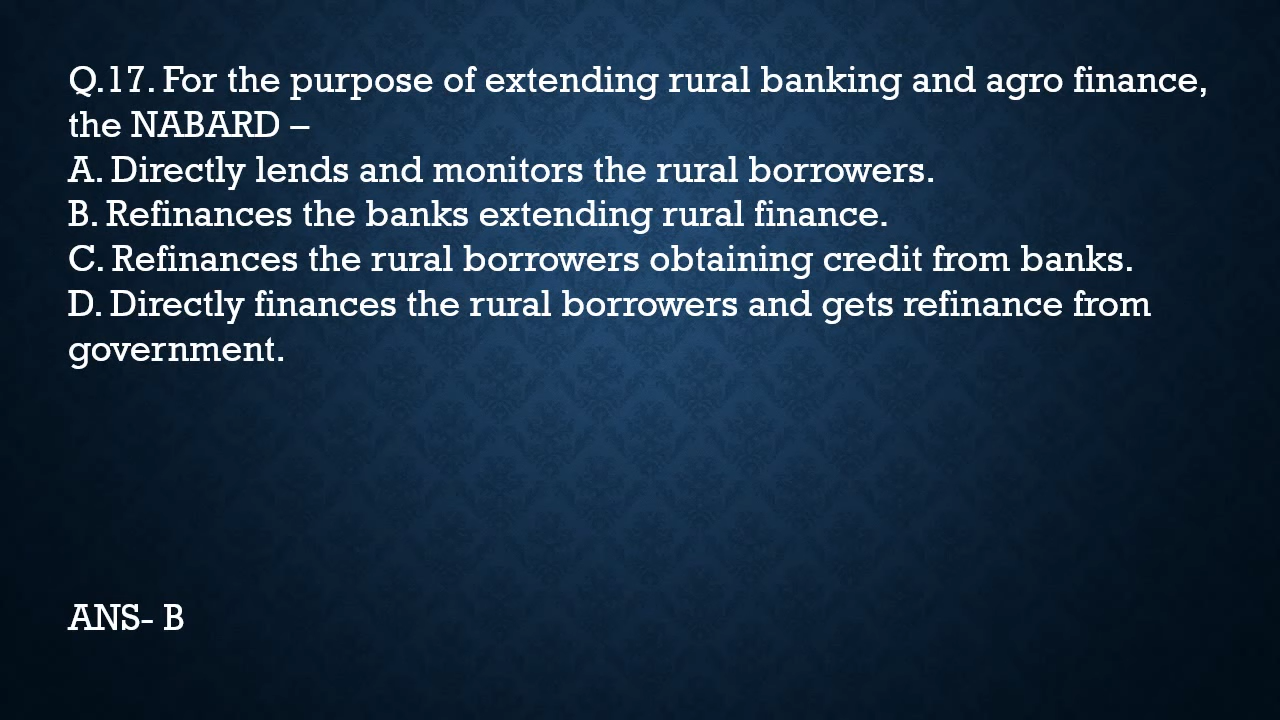 Q.17. For the purpose of extending rural banking and agro finance,
the NABARD –
A. Directly lends and monitors the rural borrowers.
B. Refinances the banks extending rural finance.
C. Refinances the rural borrowers obtaining credit from banks.
D. Directly finances the rural borrowers and gets refinance from
government.
ANS- B